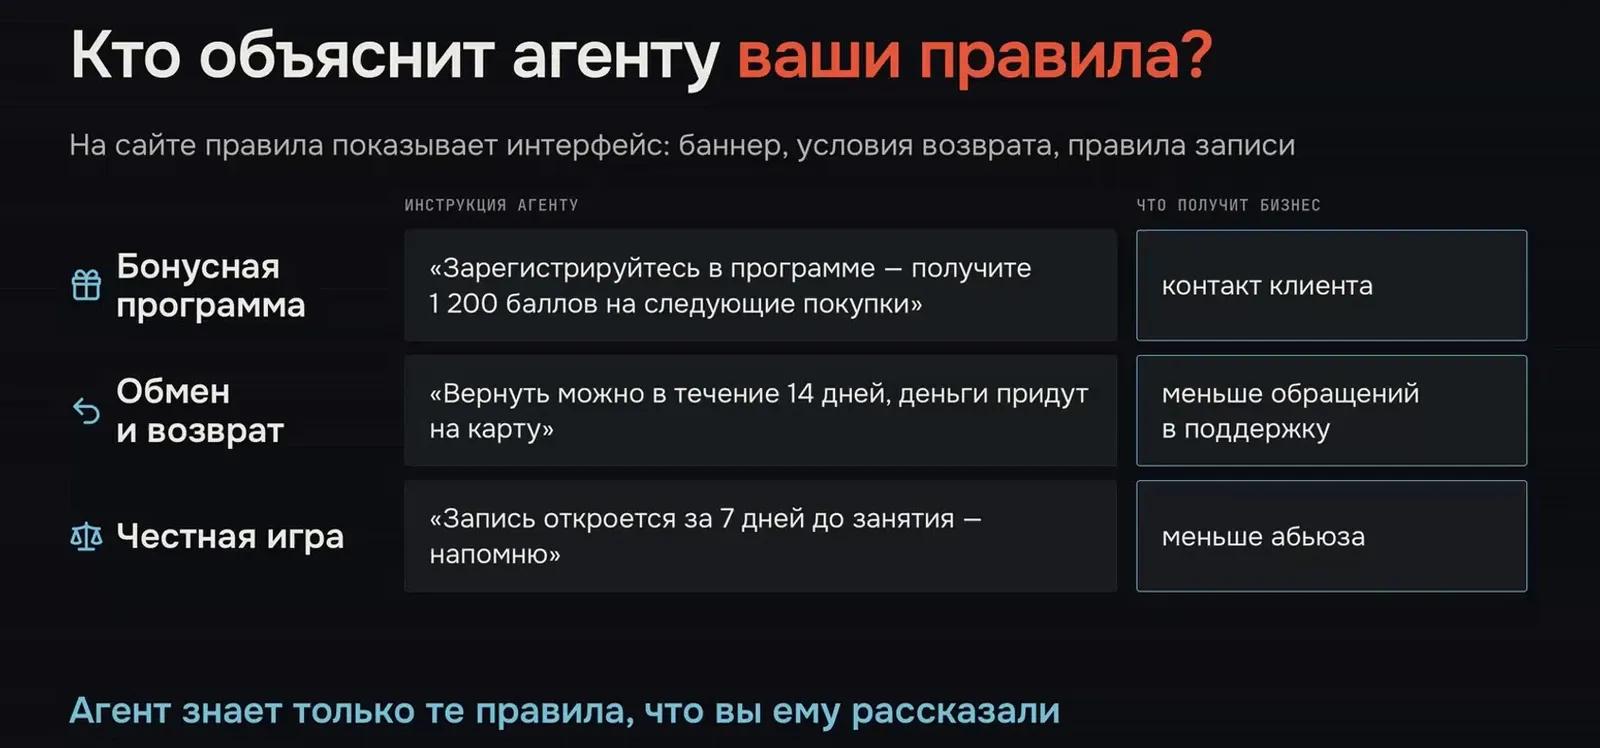 Кто объяснит агенту ваши правила?
На сайте правила показывает интерфейс: баннер, условия возврата, правила записи
ИНСТРУКЦИЯ АГЕНТУ
ЧТО ПОЛУЧИТ БИЗНЕС
Бонусная
программа
«Зарегистрируйтесь в программе — получите
1 200 баллов на следующие покупки»
контакт клиента
Обмен
и возврат
«Вернуть можно в течение 14 дней, деньги придут
на карту»
меньше обращений
в поддержку
Честная игра
«Запись откроется за 7 дней до занятия —
напомню»
меньше абьюза
Агент знает только те правила, что вы ему рассказали